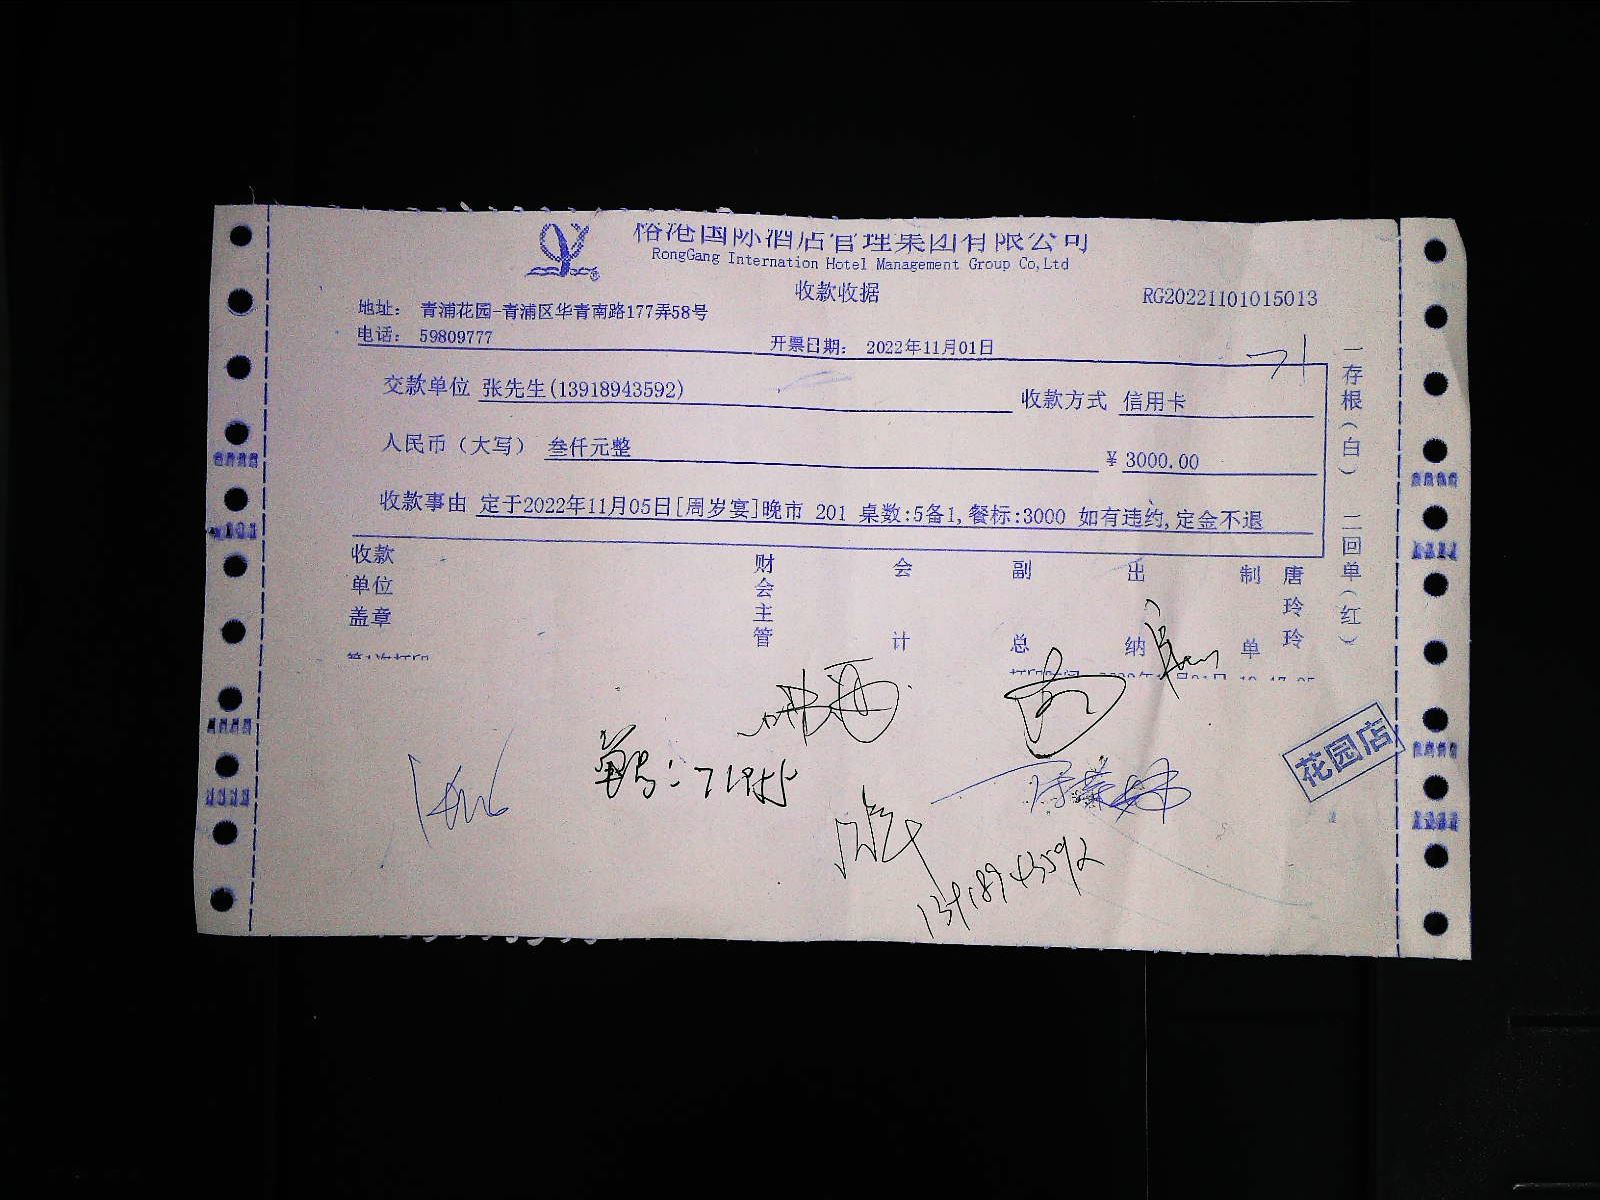 榕港国际酒店管理集团有限公司
RongGang Internation Hotel Management Group Co,Ltd
收款收据
RG20221101015013
地址： 青浦花园-青浦区华青南路177弄58号
电话： 59809777
开票日期： 2022年11月01日
交款单位 张先生(13918943592)
收款方式 信用卡
人民币（大写） 叁仟元整
¥ 3000.00
收款事由 定于2022年11月05日[周岁宴]晚市 201 桌数:5备1,餐标:3000 如有违约,定金不退
一存根(白) 二回单(红)
收款单位盖章
财会主管
会计
副总
出纳
制单
唐玲玲
第1次打印
花园店
13918943592